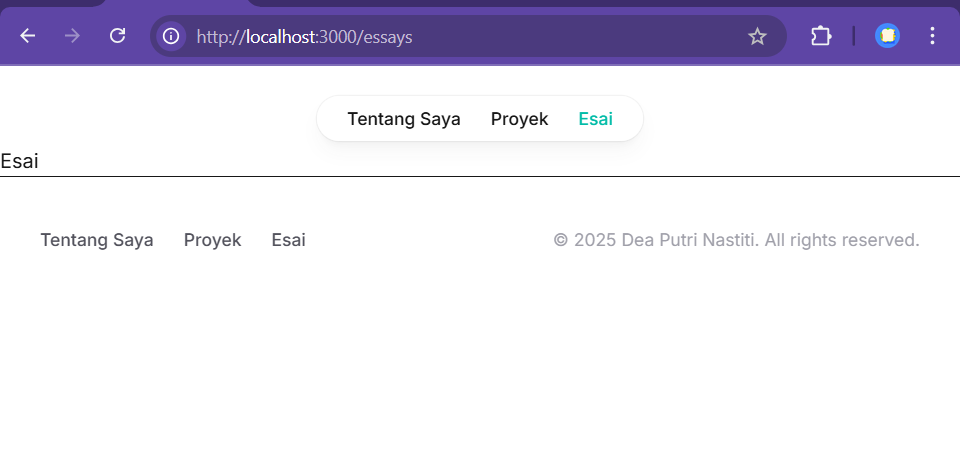 http://localhost:3000/essays
Tentang Saya Proyek Esai
Esai
Tentang Saya Proyek Esai © 2025 Dea Putri Nastiti. All rights reserved.